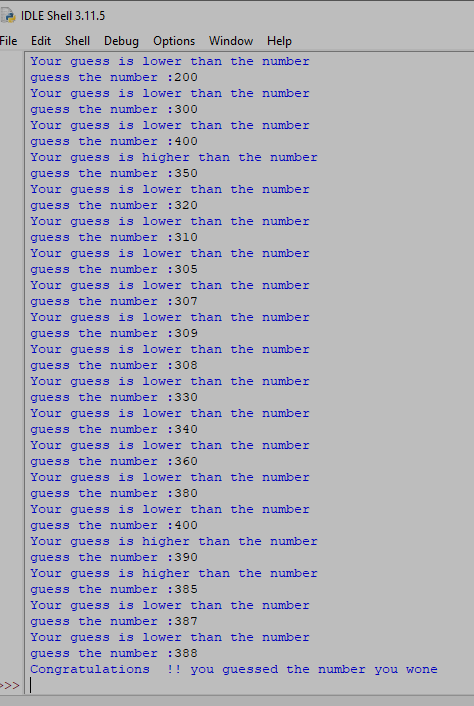 IDLE Shell 3.11.5
File Edit Shell Debug Options Window Help
Your guess is lower than the number
guess the number :200
Your guess is lower than the number
guess the number :300
Your guess is lower than the number
guess the number :400
Your guess is higher than the number
guess the number :350
Your guess is lower than the number
guess the number :320
Your guess is lower than the number
guess the number :310
Your guess is lower than the number
guess the number :305
Your guess is lower than the number
guess the number :307
Your guess is lower than the number
guess the number :309
Your guess is lower than the number
guess the number :308
Your guess is lower than the number
guess the number :330
Your guess is lower than the number
guess the number :340
Your guess is lower than the number
guess the number :360
Your guess is lower than the number
guess the number :380
Your guess is lower than the number
guess the number :400
Your guess is higher than the number
guess the number :390
Your guess is higher than the number
guess the number :385
Your guess is lower than the number
guess the number :387
Your guess is lower than the number
guess the number :388
Congratulations  !! you guessed the number you wone
>>>